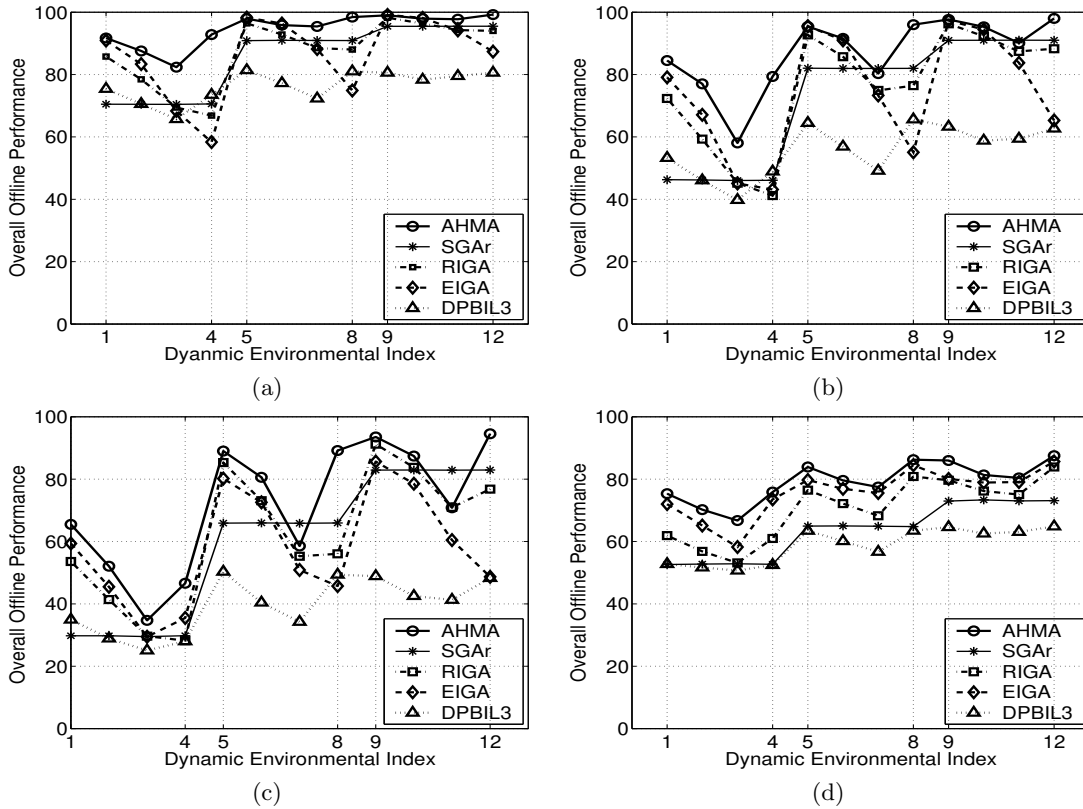 100
80
60
40
20
0
Overall Offline Performance
AHMA
SGAr
RIGA
EIGA
DPBIL3
1 4 5 8 9 12
Dyanmic Environmental Index
(a)
100
80
60
40
20
0
Overall Offline Performance
AHMA
SGAr
RIGA
EIGA
DPBIL3
1 4 5 8 9 12
Dynamic Environmental Index
(b)
100
80
60
40
20
0
Overall Offline Performance
AHMA
SGAr
RIGA
EIGA
DPBIL3
1 4 5 8 9 12
Dynamic Environmental Index
(c)
100
80
60
40
20
0
Overall Offline Performance
AHMA
SGAr
RIGA
EIGA
DPBIL3
1 4 5 8 9 12
Dynamic Environmental Index
(d)